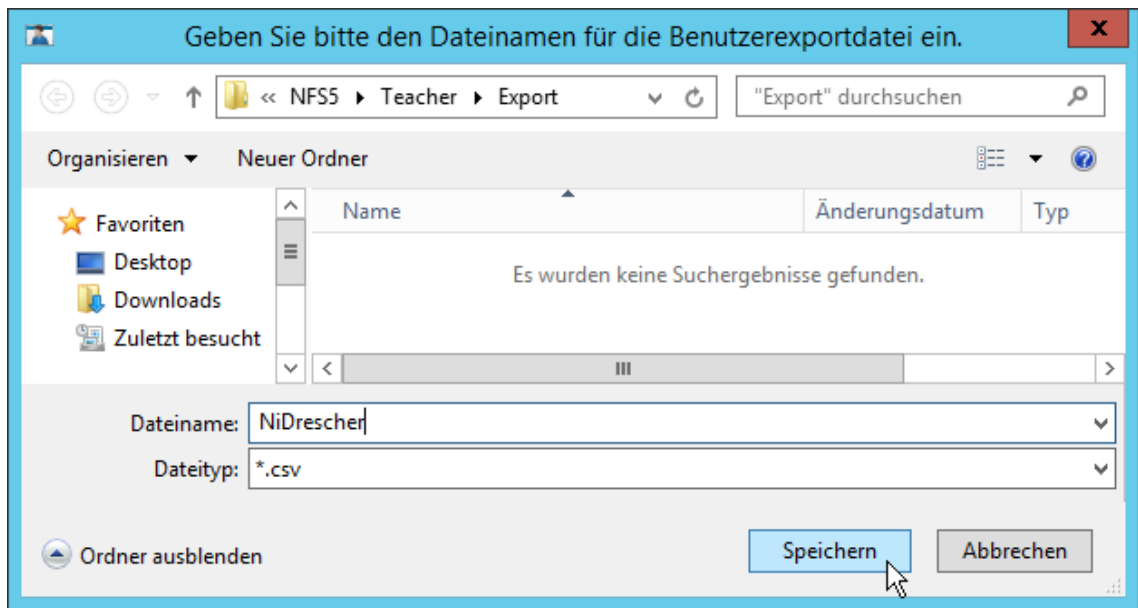 Geben Sie bitte den Dateinamen für die Benutzerexportdatei ein.
x
« NFS5 Teacher Export
"Export" durchsuchen
Organisieren Neuer Ordner
?
Name Änderungsdatum Typ
Favoriten
Desktop
Downloads
Zuletzt besucht
Es wurden keine Suchergebnisse gefunden.
Dateiname: NiDrescher
Dateityp: *.csv
Ordner ausblenden
Speichern Abbrechen